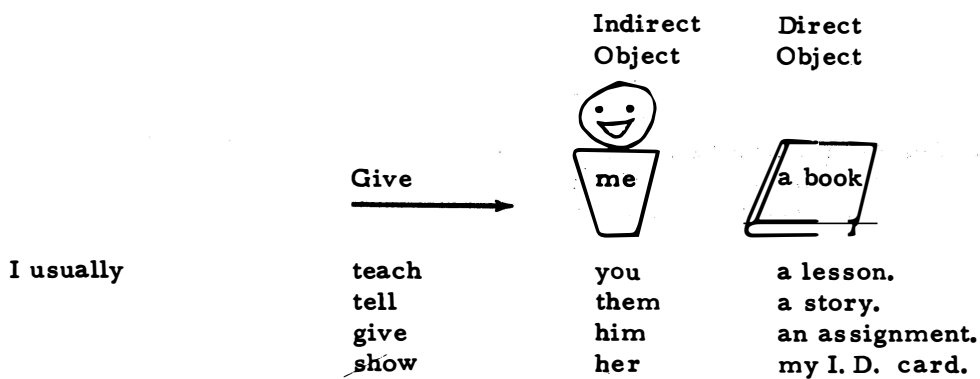 Indirect Direct
Object Object
Give me a book
I usually teach you a lesson.
tell them a story.
give him an assignment.
show her my I. D. card.